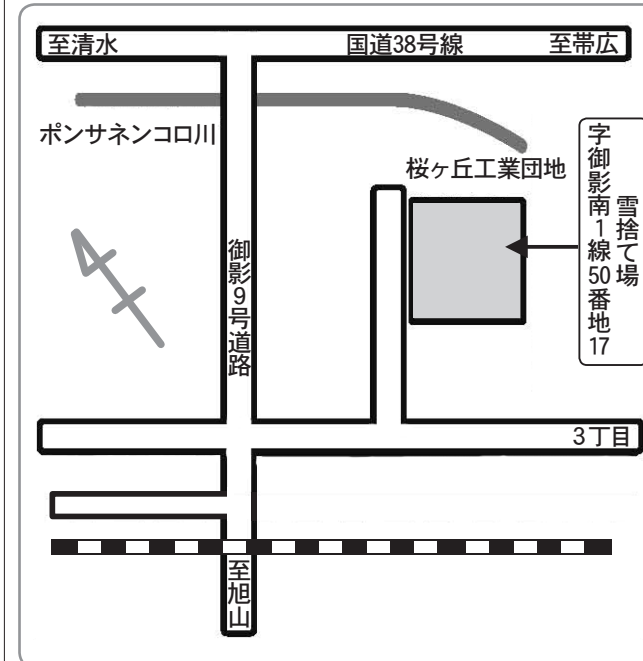 至清水
国道38号線
至帯広
ポンサネンコロ川
桜ヶ丘工業団地
雪捨て場
字御影南1線50番地17
御影9号道路
3丁目
至旭山